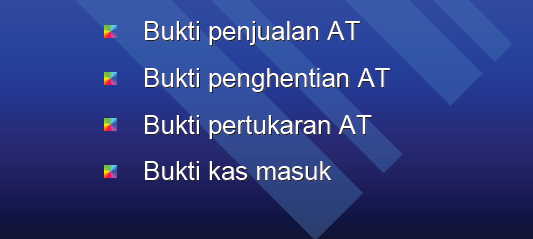 Bukti penjualan AT
Bukti penghentian AT
Bukti pertukaran AT
Bukti kas masuk